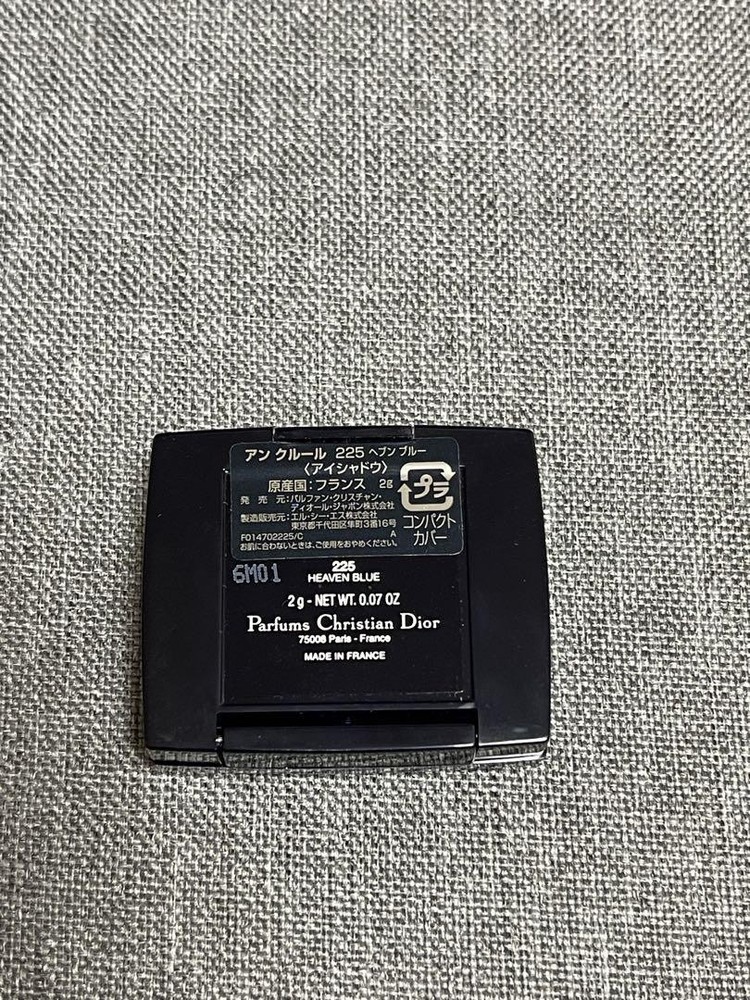 アン クルール 225 ヘブン ブルー
〈アイシャドウ〉
原産国：フランス 2g
発売元：パルファン・クリスチャン・
ディオール・ジャポン株式会社
製造販売元：エル・シー・エス株式会社
東京都千代田区隼町3番16号
F014702225/C A
お肌に合わないときは、ご使用をおやめください。
プラ
コンパクト
カバー
6M01
225
HEAVEN BLUE
2 g - NET WT. 0.07 OZ
Parfums Christian Dior
75008 Paris - France
MADE IN FRANCE